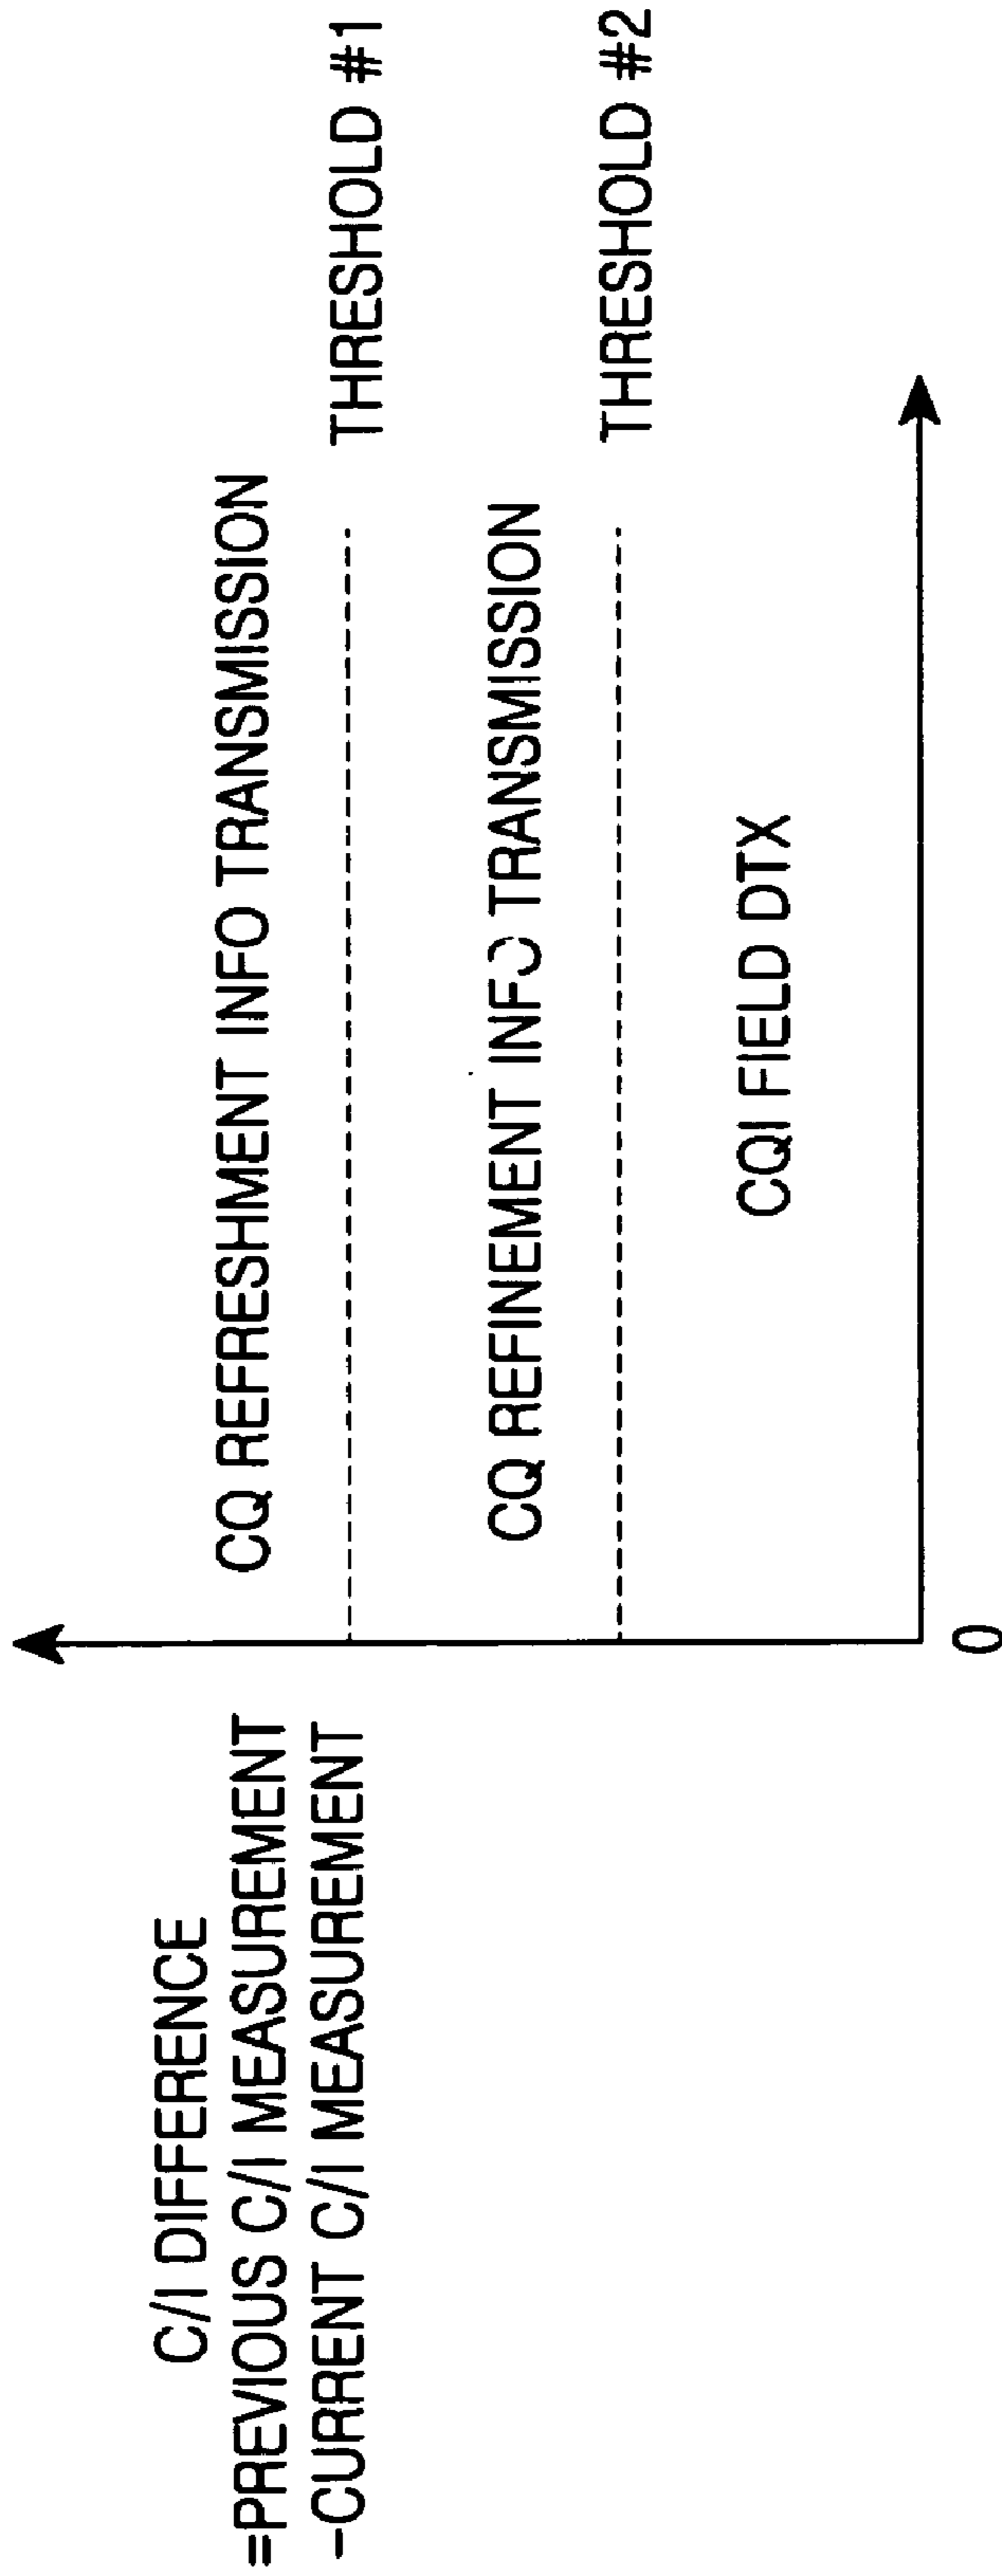 C/I DIFFERENCE
=PREVIOUS C/I MEASUREMENT
-CURRENT C/I MEASUREMENT
CQ REFRESHMENT INFO TRANSMISSION
THRESHOLD #1
CQ REFINEMENT INFO TRANSMISSION
THRESHOLD #2
CQI FIELD DTX
0